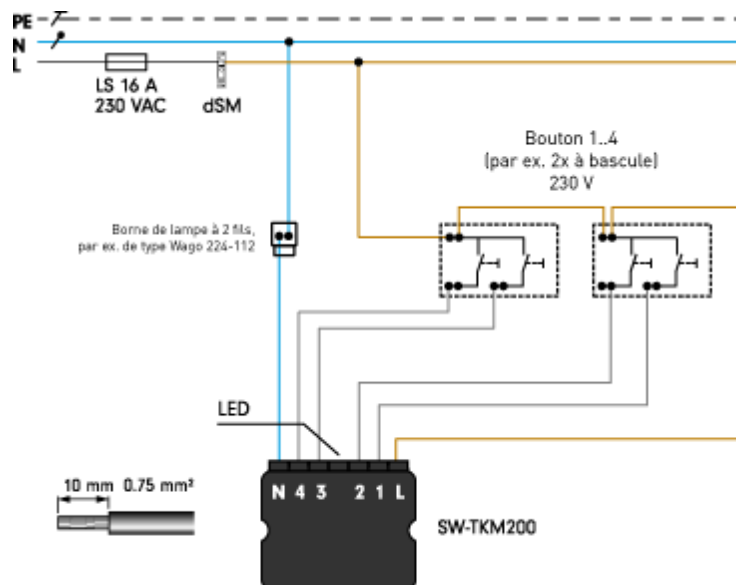 PE
N
L
LS 16 A
230 VAC
dSM
Bouton 1..4
(par ex. 2x à bascule)
230 V
Borne de lampe à 2 fils,
par ex. de type Wago 224-112
LED
10 mm 0.75 mm²
N 4 3 2 1 L
SW-TKM200